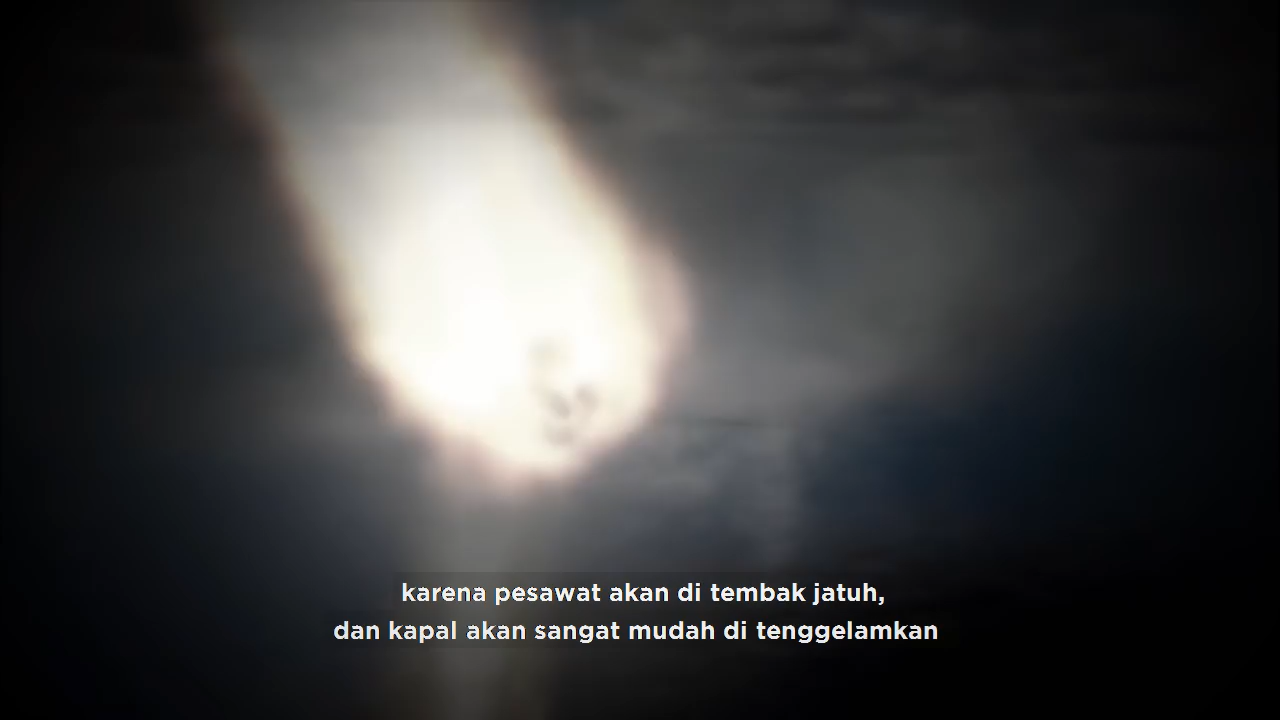 karena pesawat akan di tembak jatuh,
dan kapal akan sangat mudah di tenggelamkan